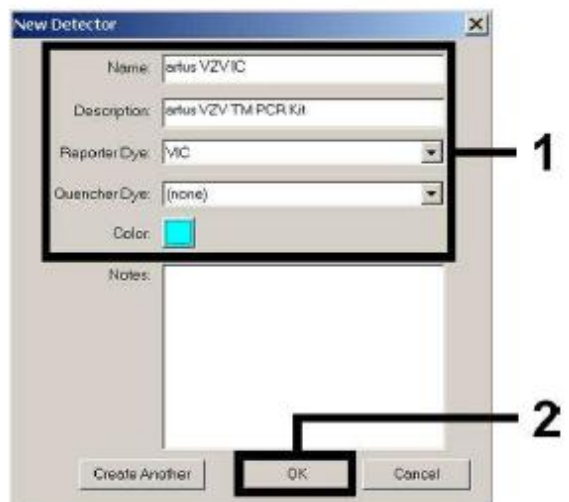 New Detector
Name: artus VZV IC
Description: artus VZV TM PCR Kit
Reporter Dye: VIC
1
Quencher Dye: (none)
Color:
Notes:
2
Create Another OK Cancel